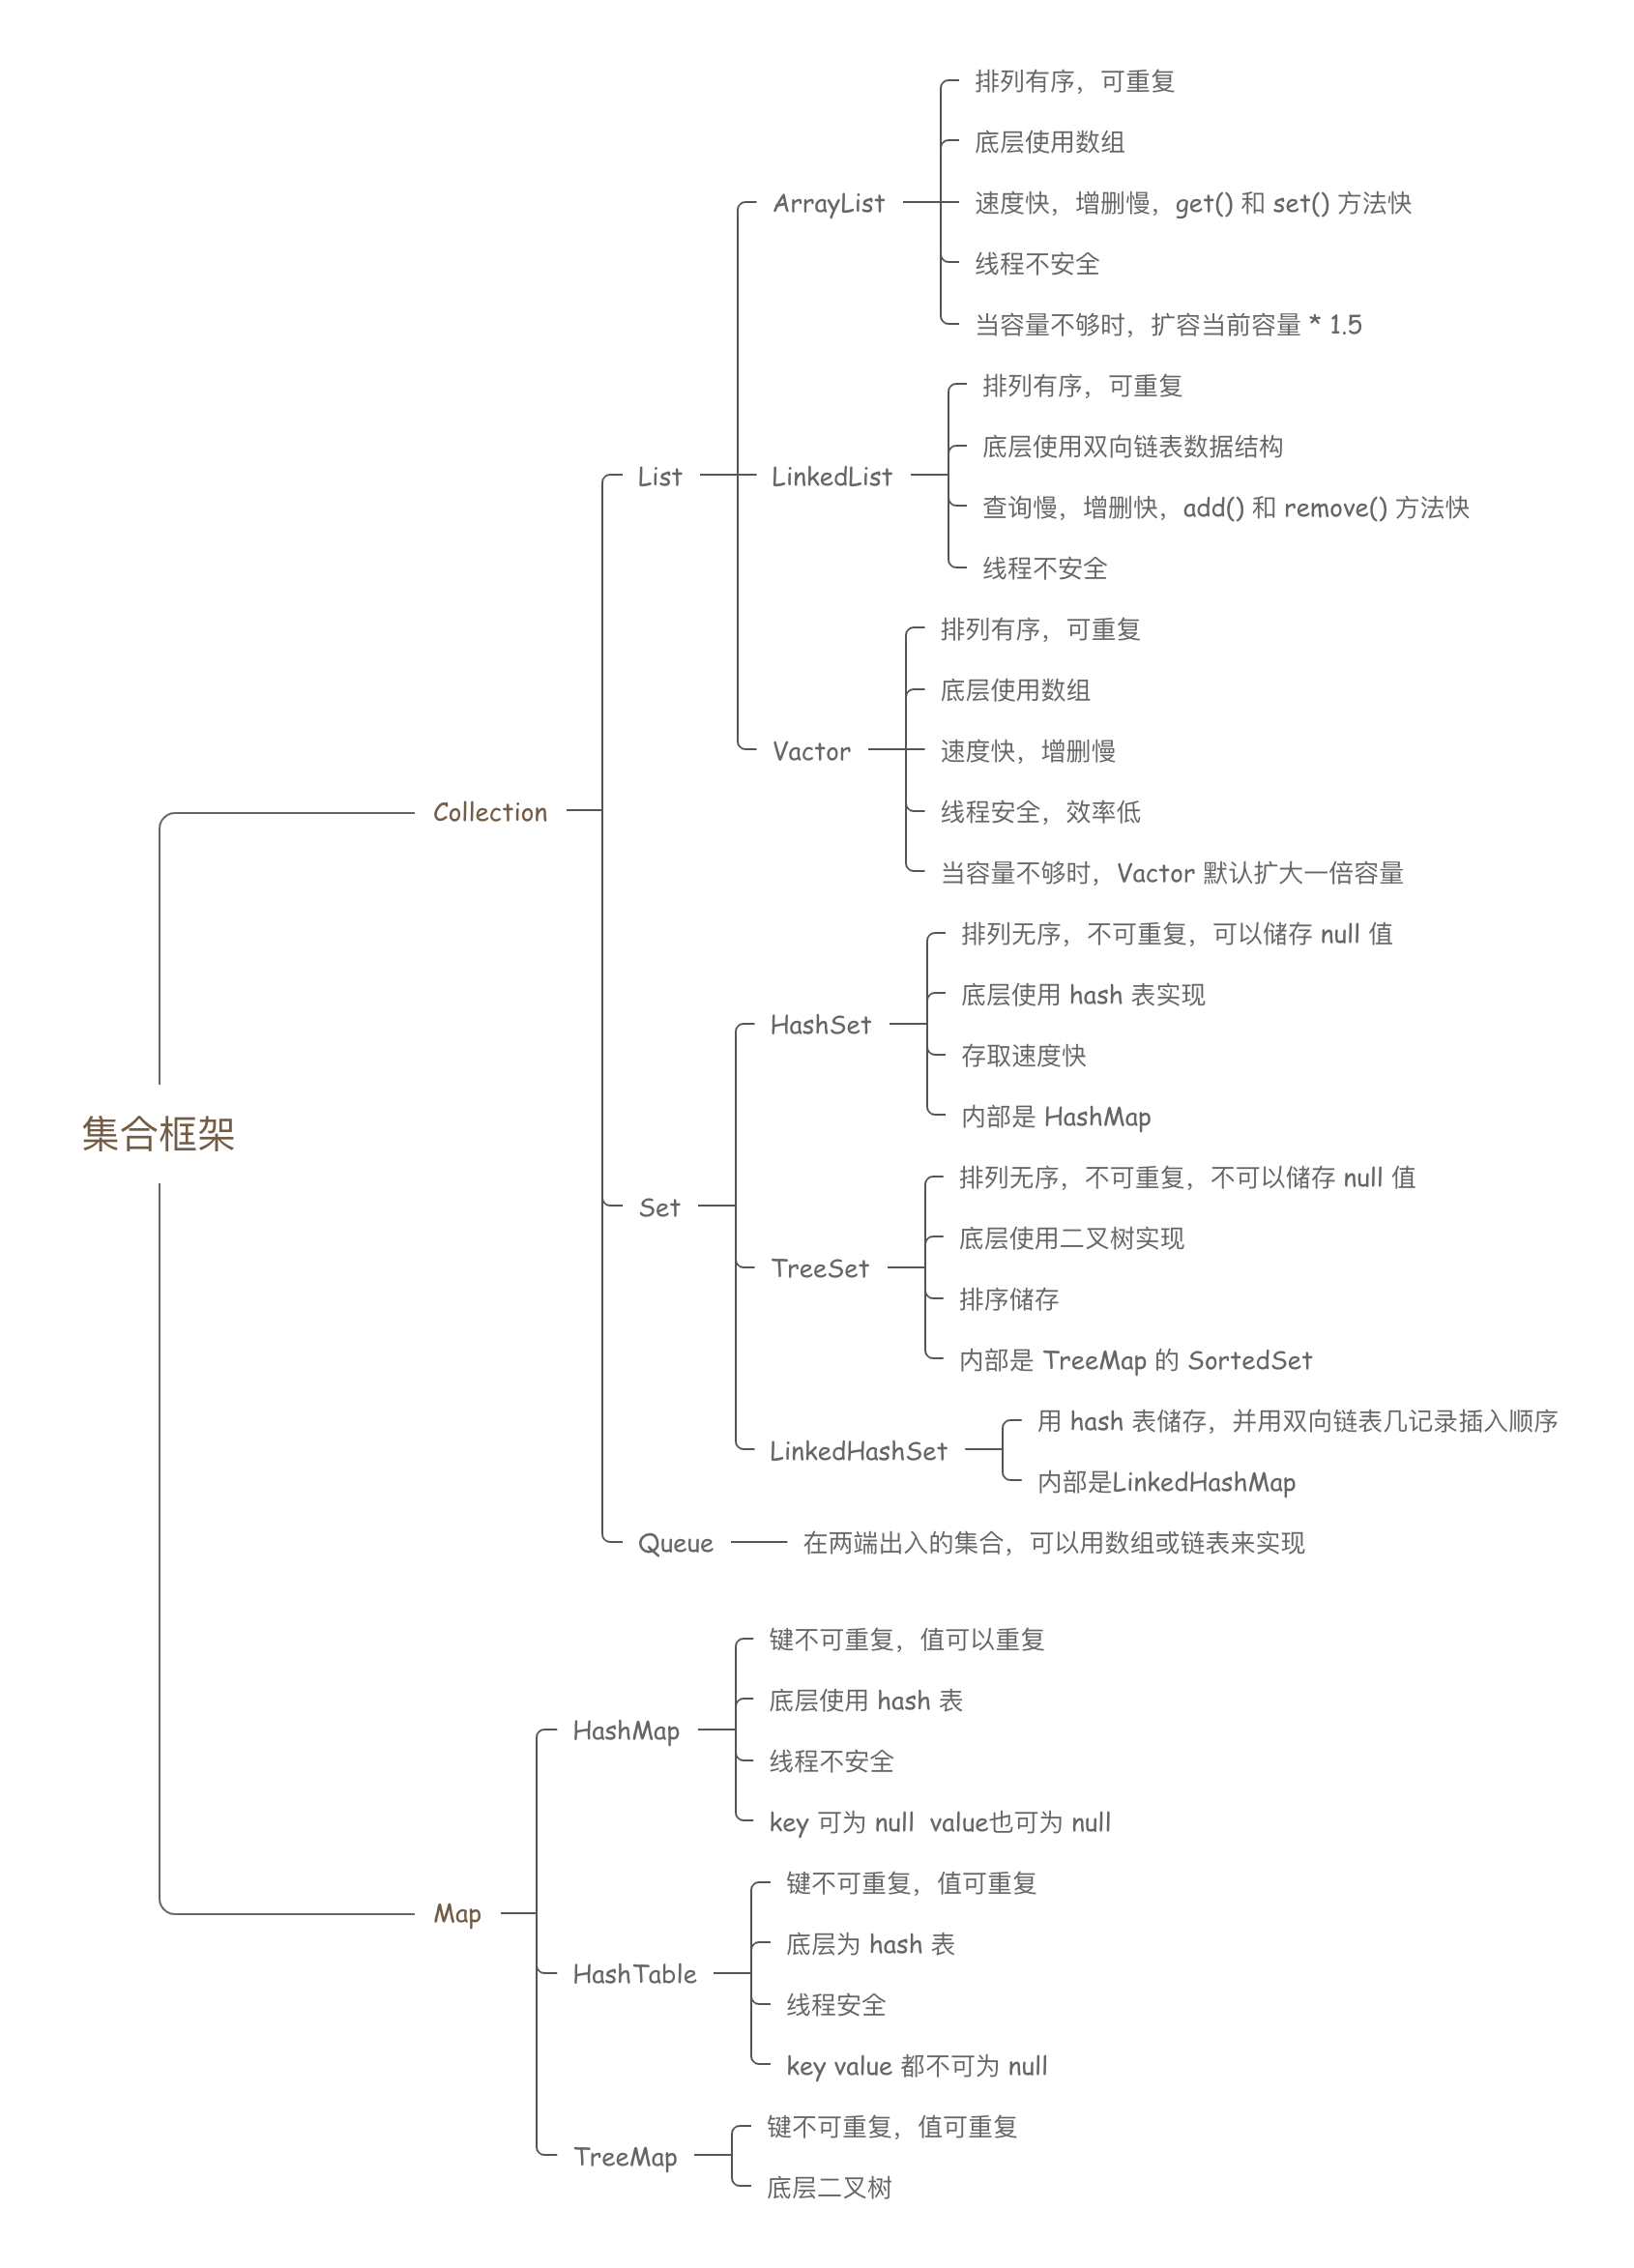 集合框架
Collection
List
ArrayList
排列有序，可重复
底层使用数组
速度快，增删慢，get() 和 set() 方法快
线程不安全
当容量不够时，扩容当前容量 * 1.5
LinkedList
排列有序，可重复
底层使用双向链表数据结构
查询慢，增删快，add() 和 remove() 方法快
线程不安全
Vactor
排列有序，可重复
底层使用数组
速度快，增删慢
线程安全，效率低
当容量不够时，Vactor 默认扩大一倍容量
Set
HashSet
排列无序，不可重复，可以储存 null 值
底层使用 hash 表实现
存取速度快
内部是 HashMap
TreeSet
排列无序，不可重复，不可以储存 null 值
底层使用二叉树实现
排序储存
内部是 TreeMap 的 SortedSet
LinkedHashSet
用 hash 表储存，并用双向链表几记录插入顺序
内部是LinkedHashMap
Queue
在两端出入的集合，可以用数组或链表来实现
Map
HashMap
键不可重复，值可以重复
底层使用 hash 表
线程不安全
key 可为 null  value也可为 null
HashTable
键不可重复，值可重复
底层为 hash 表
线程安全
key value 都不可为 null
TreeMap
键不可重复，值可重复
底层二叉树